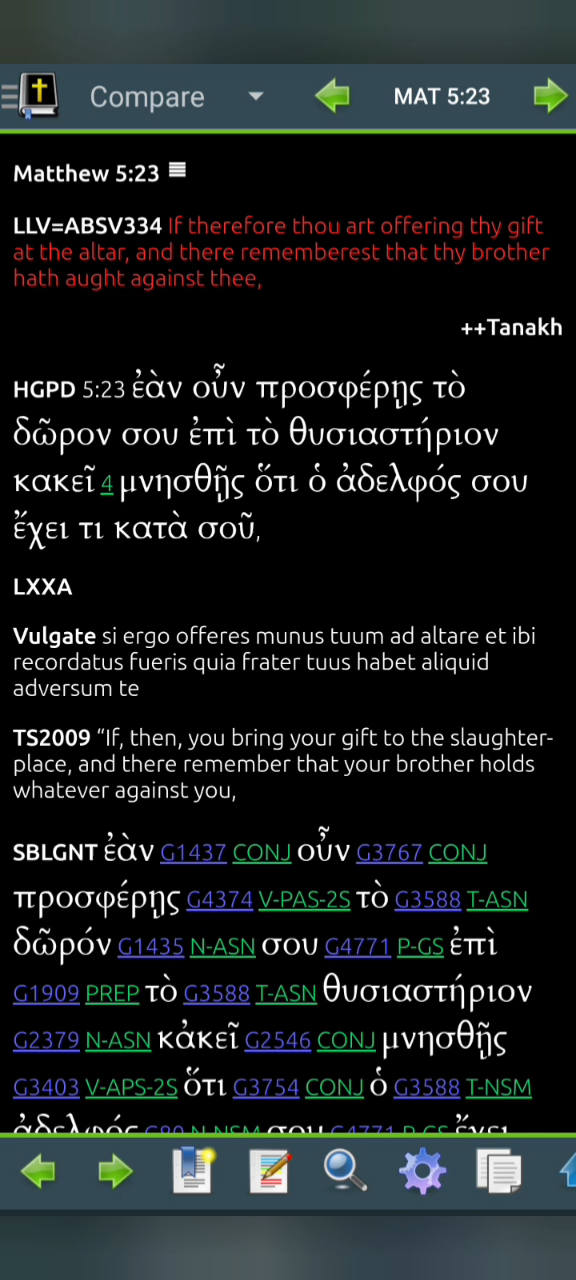 Compare
MAT 5:23
Matthew 5:23
LLV=ABSV334 If therefore thou art offering thy gift
at the altar, and there rememberest that thy brother
hath aught against thee,
++Tanakh
HGPD 5:23 ἐὰν οὖν προσφέρῃς τὸ
δῶρον σου ἐπὶ τὸ θυσιαστήριον
κακεῖ 4 μνησθῇς ὅτι ὁ ἀδελφός σου
ἔχει τι κατὰ σοῦ,
LXXA
Vulgate si ergo offeres munus tuum ad altare et ibi
recordatus fueris quia frater tuus habet aliquid
adversum te
TS2009 “If, then, you bring your gift to the slaughter-
place, and there remember that your brother holds
whatever against you,
SBLGNT ἐὰν G1437 CONJ οὖν G3767 CONJ
προσφέρῃς G4374 V-PAS-2S τὸ G3588 T-ASN
δῶρόν G1435 N-ASN σου G4771 P-GS ἐπὶ
G1909 PREP τὸ G3588 T-ASN θυσιαστήριον
G2379 N-ASN κἀκεῖ G2546 CONJ μνησθῇς
G3403 V-APS-2S ὅτι G3754 CONJ ὁ G3588 T-NSM
ἀδελφός G80 N-NSM σου G4771 P-GS ἔχει